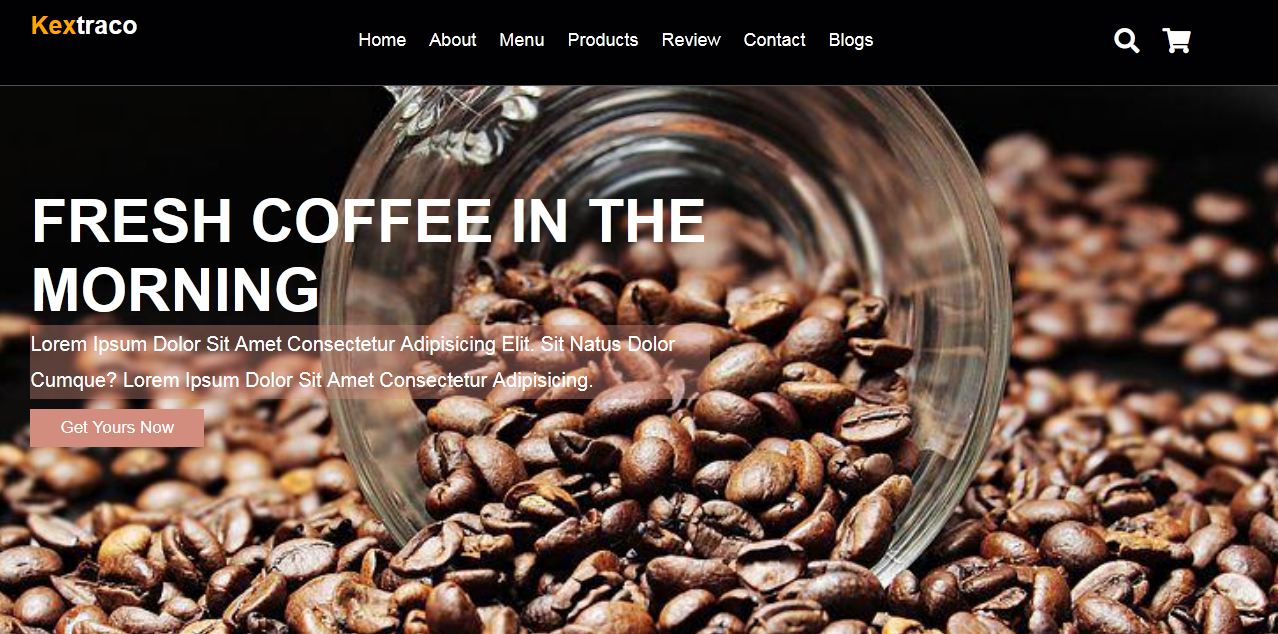 Kextraco
Home About Menu Products Review Contact Blogs
FRESH COFFEE IN THE
MORNING
Lorem Ipsum Dolor Sit Amet Consectetur Adipisicing Elit. Sit Natus Dolor
Cumque? Lorem Ipsum Dolor Sit Amet Consectetur Adipisicing.
Get Yours Now